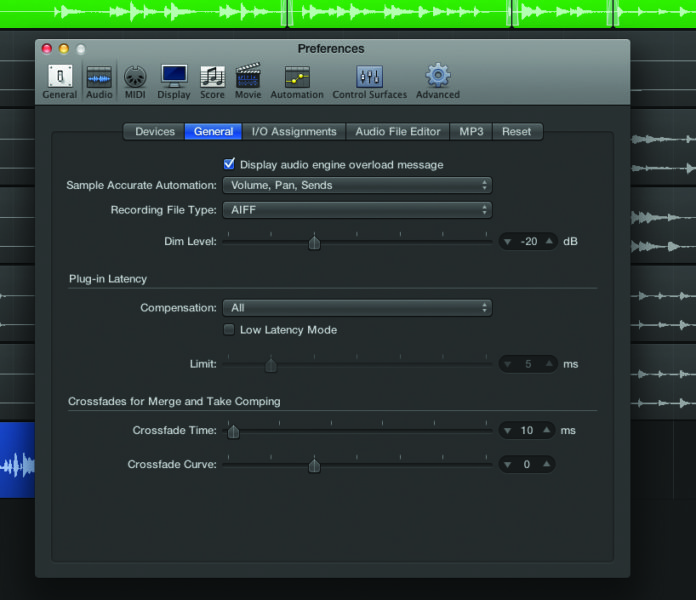 Preferences
General Audio MIDI Display Score Movie Automation Control Surfaces Advanced
Devices General I/O Assignments Audio File Editor MP3 Reset
Display audio engine overload message
Sample Accurate Automation: Volume, Pan, Sends
Recording File Type: AIFF
Dim Level: -20 dB
Plug-in Latency
Compensation: All
Low Latency Mode
Limit: 5 ms
Crossfades for Merge and Take Comping
Crossfade Time: 10 ms
Crossfade Curve: 0